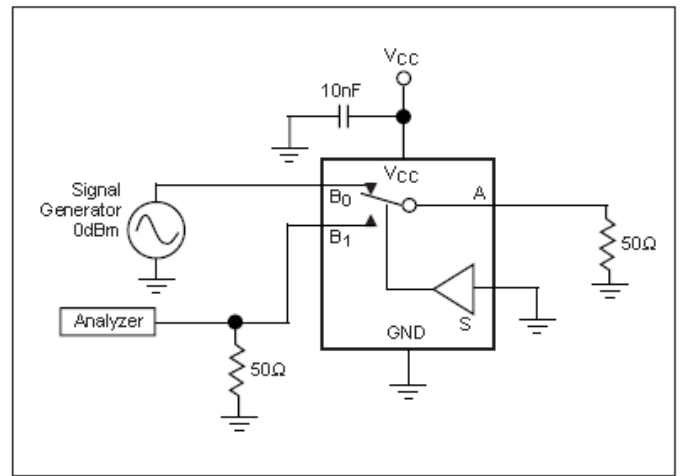 VCC
10nF
VCC
Signal
Generator
0dBm
B0
A
B1
50Ω
Analyzer
S
GND
50Ω